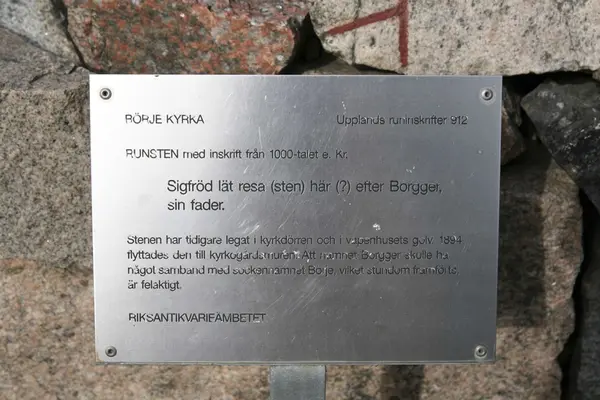 BÖRJE KYRKA Upplands runinskrifter 912
RUNSTEN med inskrift från 1000-talet e. Kr.
Sigfröd lät resa (sten) här (?) efter Borgger,
sin fader.
Stenen har tidigare legat i kyrkdörren och i vapenhusets golv. 1894
flyttades den till kyrkogårdsmuren. Att namnet Borgger skulle ha
något samband med sockennamnet Börje, vilket stundom framförts,
är felaktigt.
RIKSANTIKVARIEÄMBETET